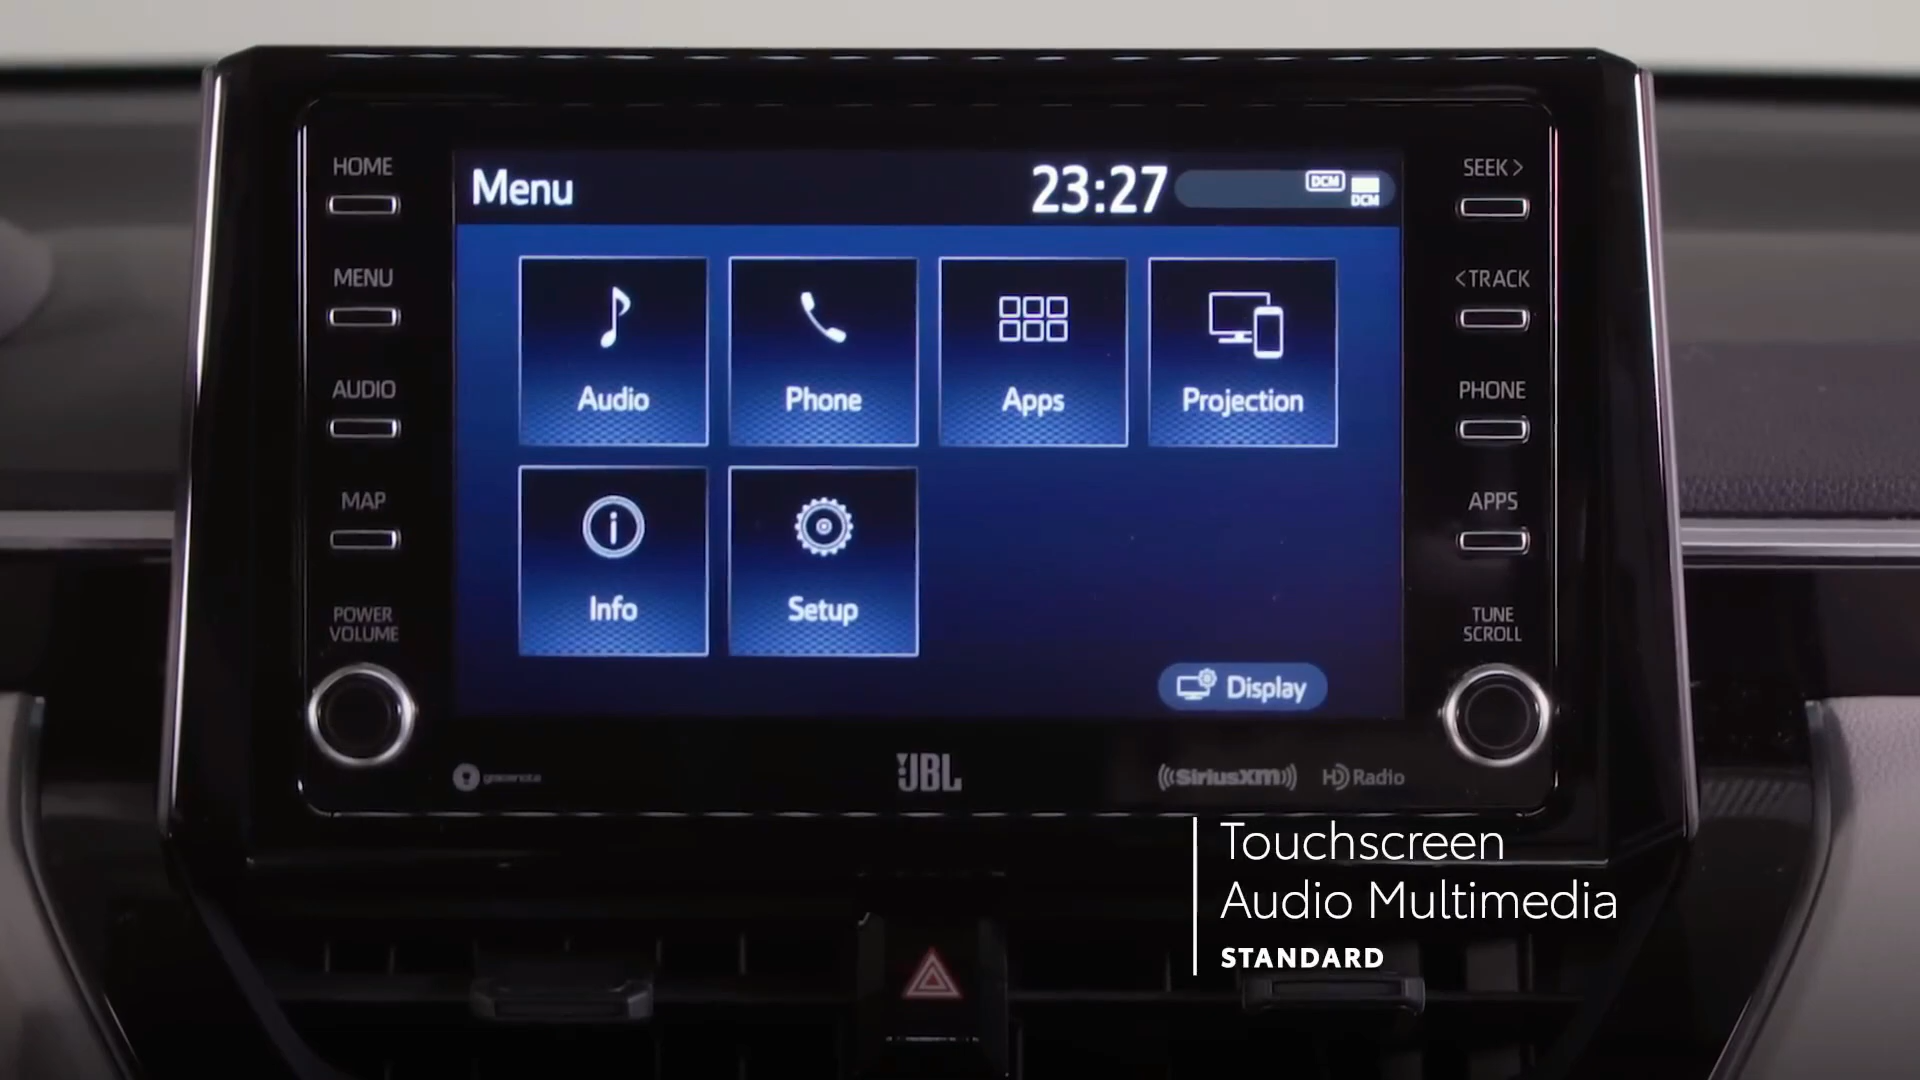 HOME
MENU
AUDIO
MAP
POWER
VOLUME
Menu 23:27 DCM
DCM
Audio Phone Apps Projection
Info Setup
Display
SEEK >
< TRACK
PHONE
APPS
TUNE
SCROLL
gracenote JBL SiriusXM HD Radio
Touchscreen
Audio Multimedia
STANDARD